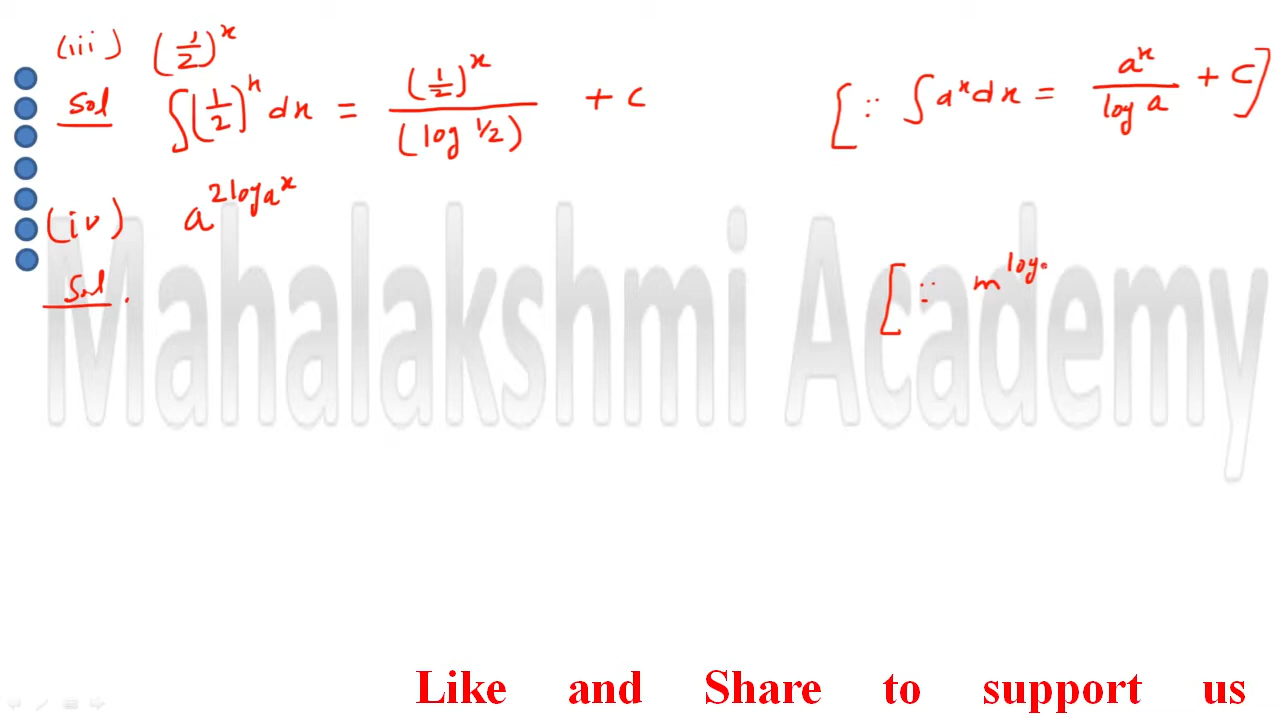 (iii) (1/2)^x
Sol ∫(1/2)^x dx = (1/2)^x / (log 1/2) + c [∵ ∫a^x dx = a^x / log a + C]
(iv) a^(2 log a^x)
Sol. [∵ m^log
Mahalakshmi Academy
Like and Share to support us